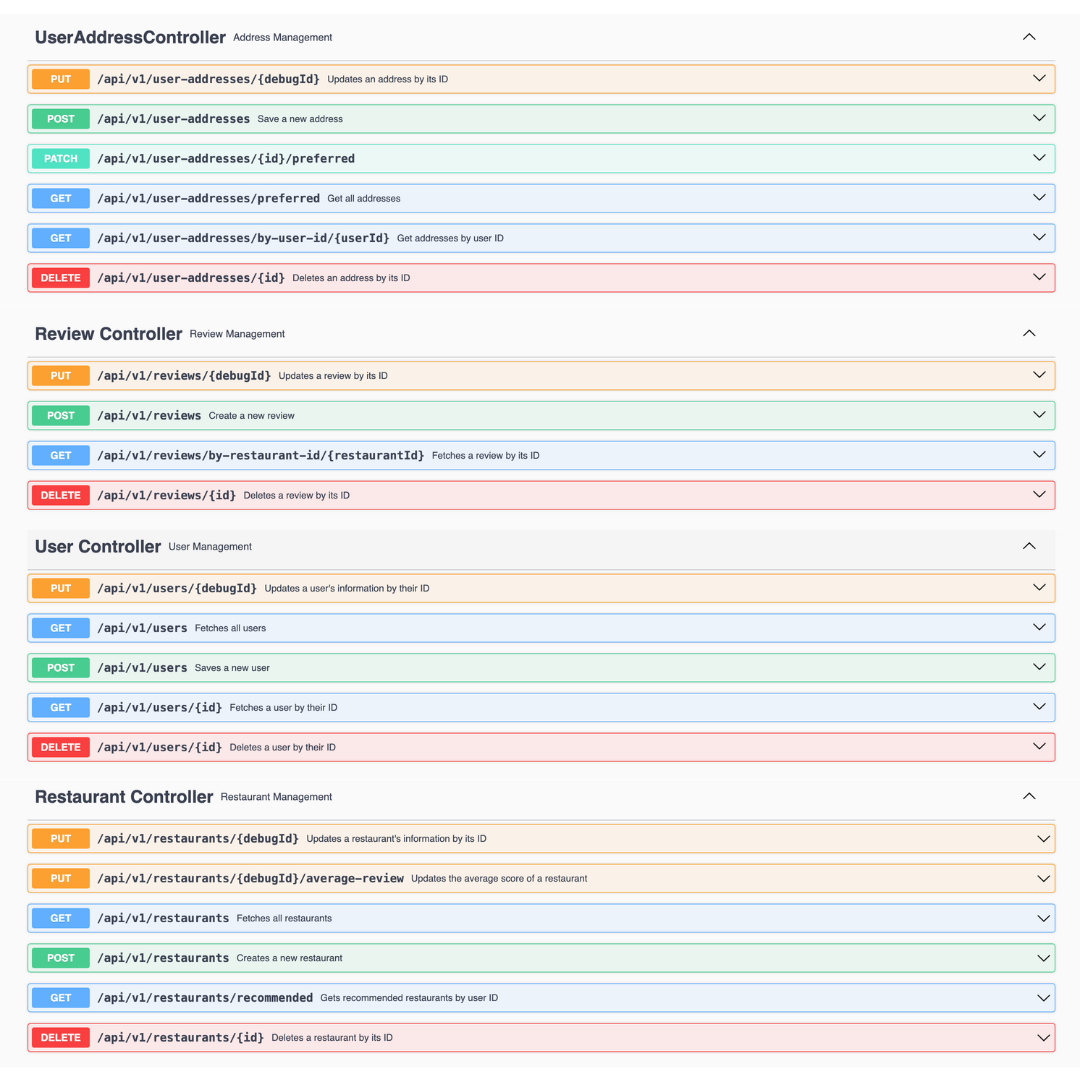 UserAddressController Address Management
PUT /api/v1/user-addresses/{debugId} Updates an address by its ID
POST /api/v1/user-addresses Save a new address
PATCH /api/v1/user-addresses/{id}/preferred
GET /api/v1/user-addresses/preferred Get all addresses
GET /api/v1/user-addresses/by-user-id/{userId} Get addresses by user ID
DELETE /api/v1/user-addresses/{id} Deletes an address by its ID
Review Controller Review Management
PUT /api/v1/reviews/{debugId} Updates a review by its ID
POST /api/v1/reviews Create a new review
GET /api/v1/reviews/by-restaurant-id/{restaurantId} Fetches a review by its ID
DELETE /api/v1/reviews/{id} Deletes a review by its ID
User Controller User Management
PUT /api/v1/users/{debugId} Updates a user's information by their ID
GET /api/v1/users Fetches all users
POST /api/v1/users Saves a new user
GET /api/v1/users/{id} Fetches a user by their ID
DELETE /api/v1/users/{id} Deletes a user by their ID
Restaurant Controller Restaurant Management
PUT /api/v1/restaurants/{debugId} Updates a restaurant's information by its ID
PUT /api/v1/restaurants/{debugId}/average-review Updates the average score of a restaurant
GET /api/v1/restaurants Fetches all restaurants
POST /api/v1/restaurants Creates a new restaurant
GET /api/v1/restaurants/recommended Gets recommended restaurants by user ID
DELETE /api/v1/restaurants/{id} Deletes a restaurant by its ID